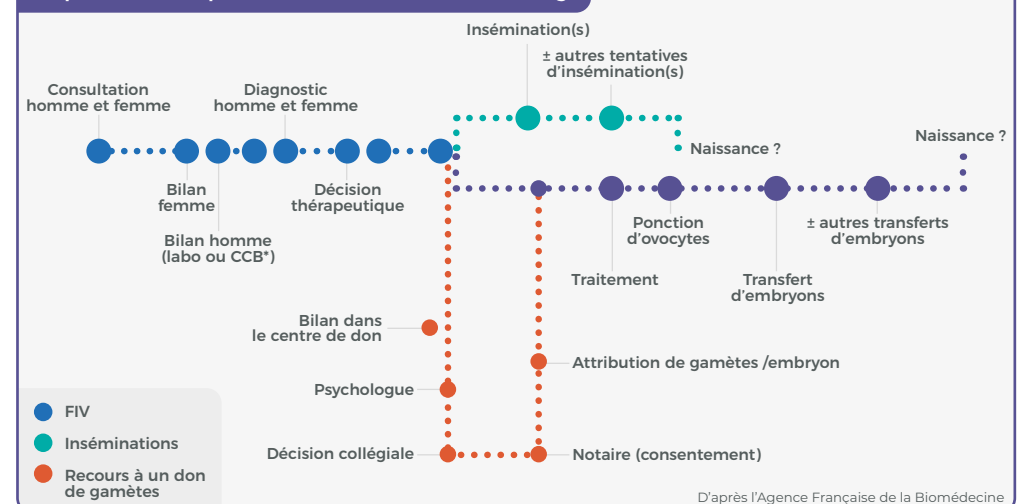 Insémination(s)
± autres tentatives
d'insémination(s)
Consultation
homme et femme
Diagnostic
homme et femme
Naissance ?
Naissance ?
Bilan
femme
Décision
thérapeutique
Bilan homme
(labo ou CCB*)
Ponction
d'ovocytes
± autres transferts
d'embryons
Traitement
Transfert
d'embryons
Bilan dans
le centre de don
Attribution de gamètes /embryon
Psychologue
Décision collégiale
Notaire (consentement)
FIV
Inséminations
Recours à un don
de gamètes
D'après l'Agence Française de la Biomédecine